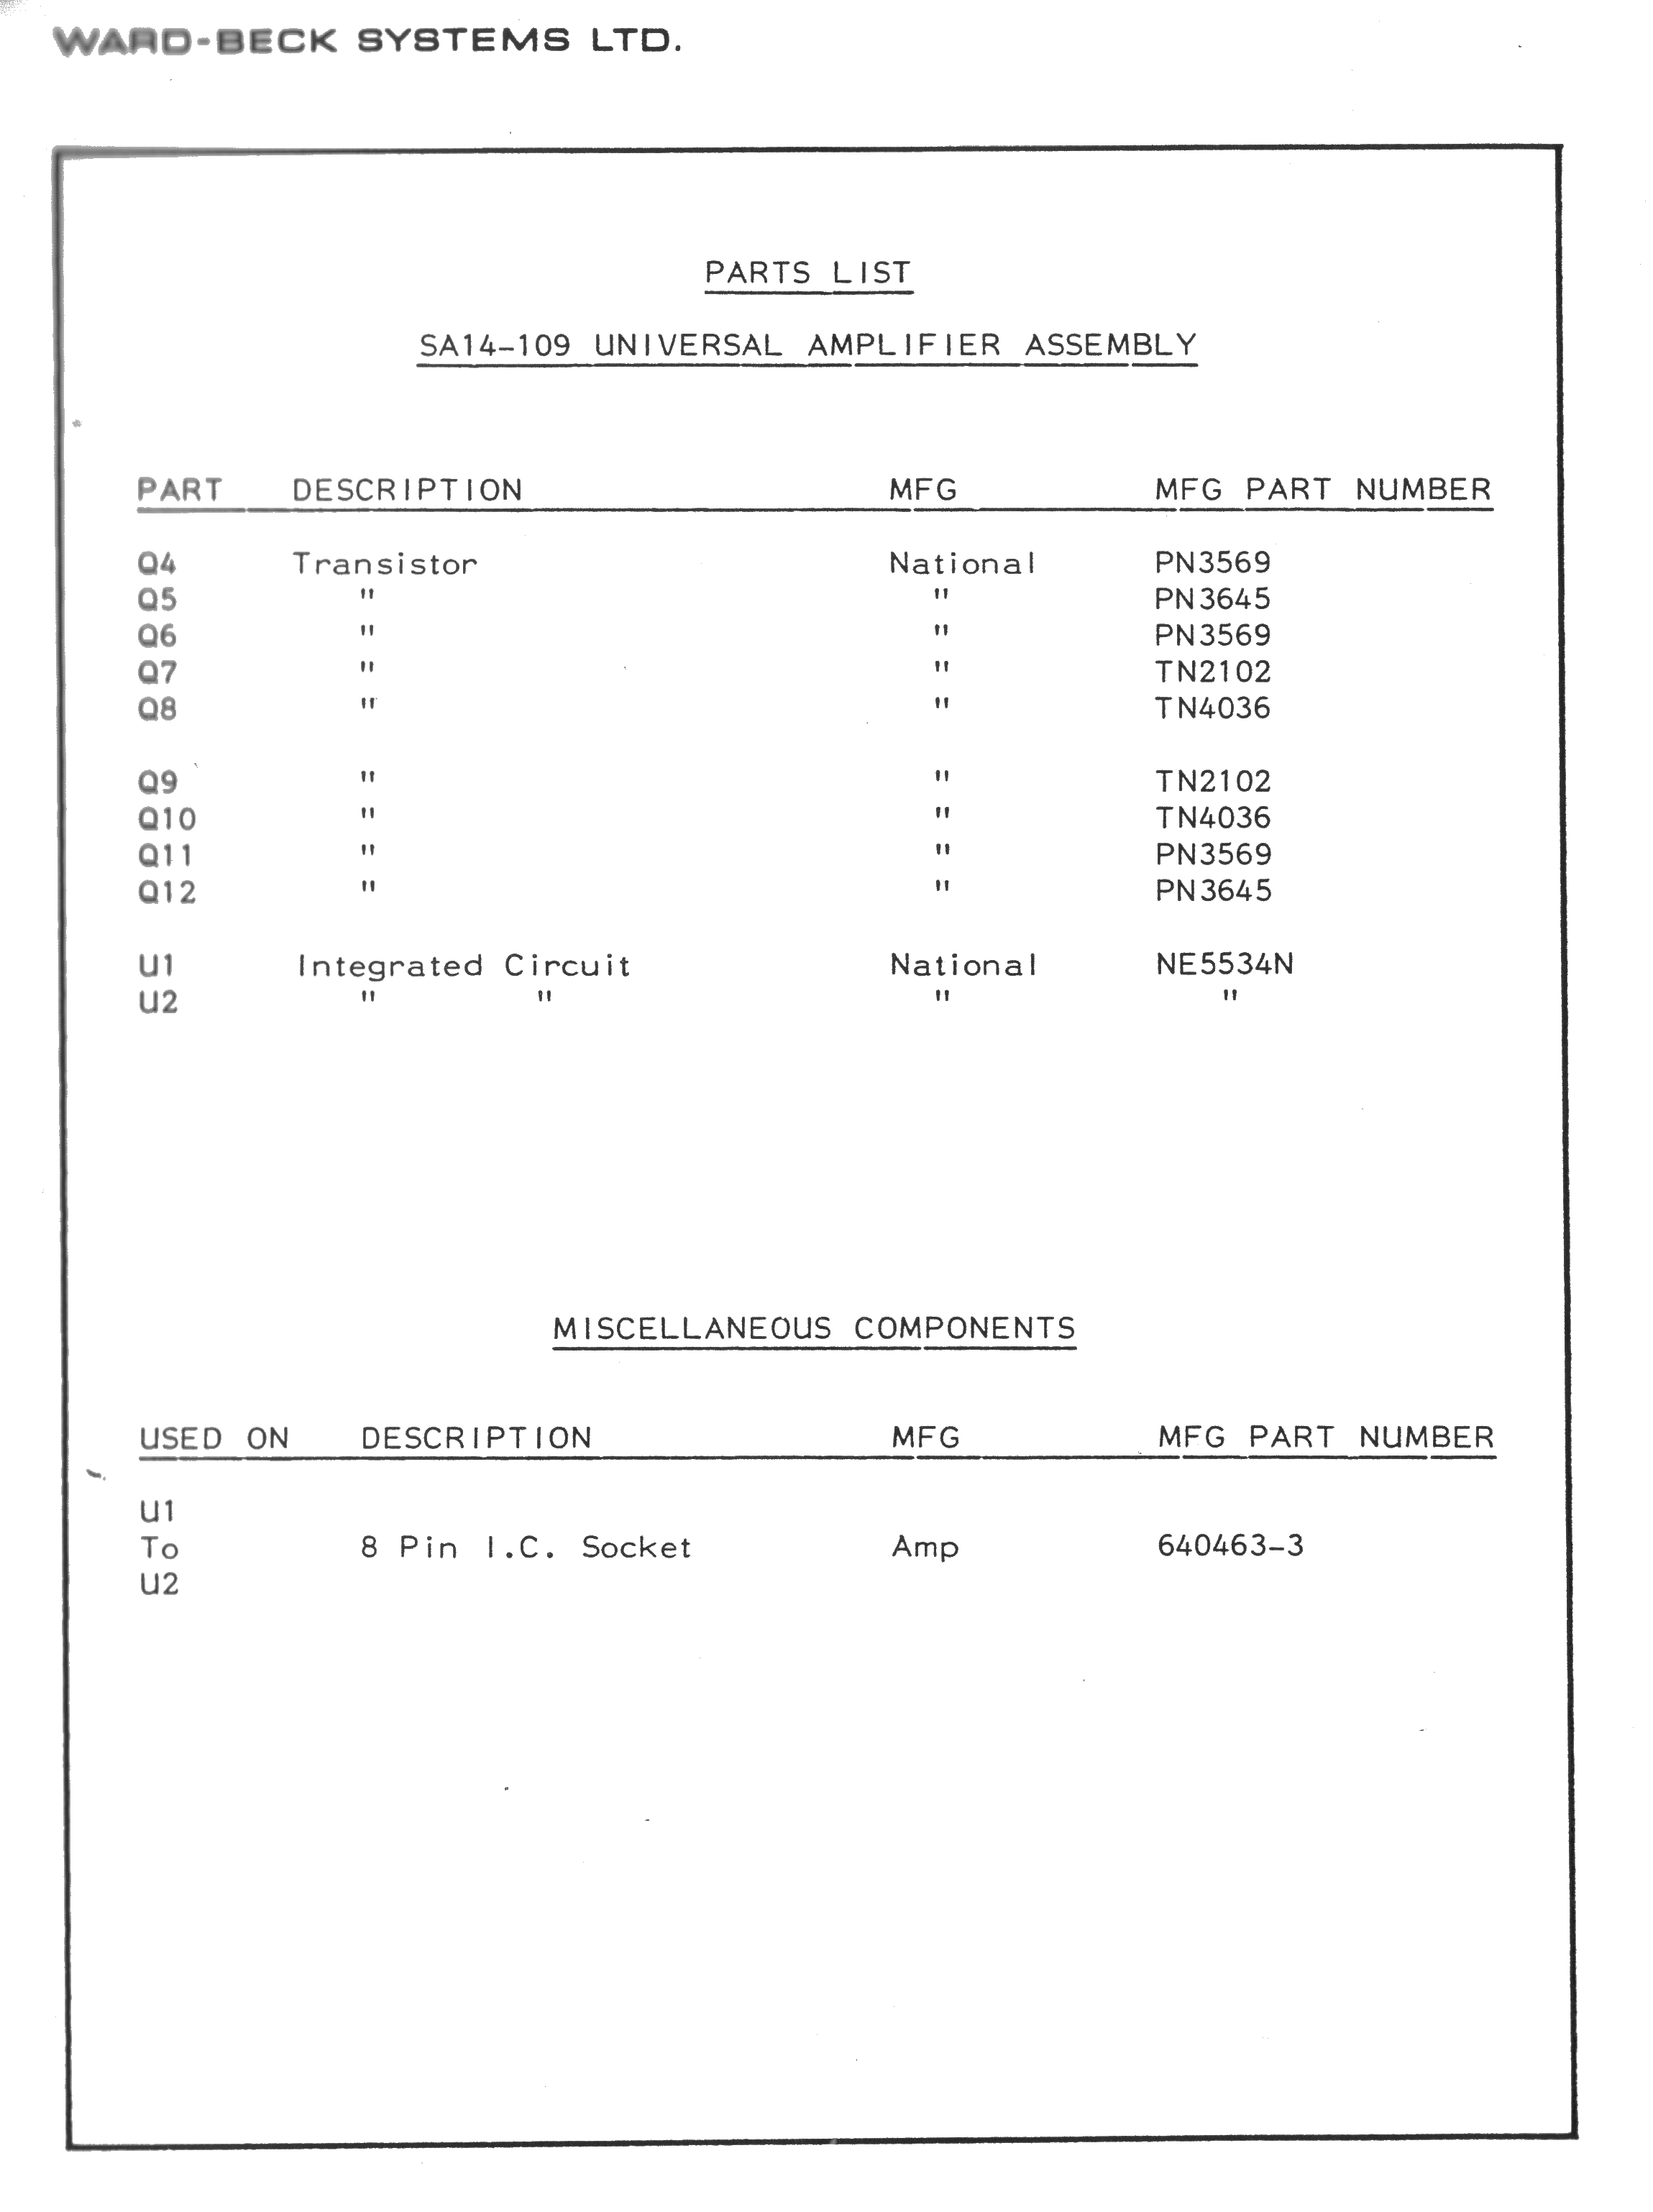 WARD-BECK SYSTEMS LTD.
PARTS LIST
SA14-109 UNIVERSAL AMPLIFIER ASSEMBLY
PART DESCRIPTION MFG MFG PART NUMBER
Q4 Transistor National PN3569
Q5 " " PN3645
Q6 " " PN3569
Q7 " " TN2102
Q8 " " TN4036
Q9 " " TN2102
Q10 " " TN4036
Q11 " " PN3569
Q12 " " PN3645
U1 Integrated Circuit National NE5534N
U2 " " " "
MISCELLANEOUS COMPONENTS
USED ON DESCRIPTION MFG MFG PART NUMBER
U1
To 8 Pin I.C. Socket Amp 640463-3
U2